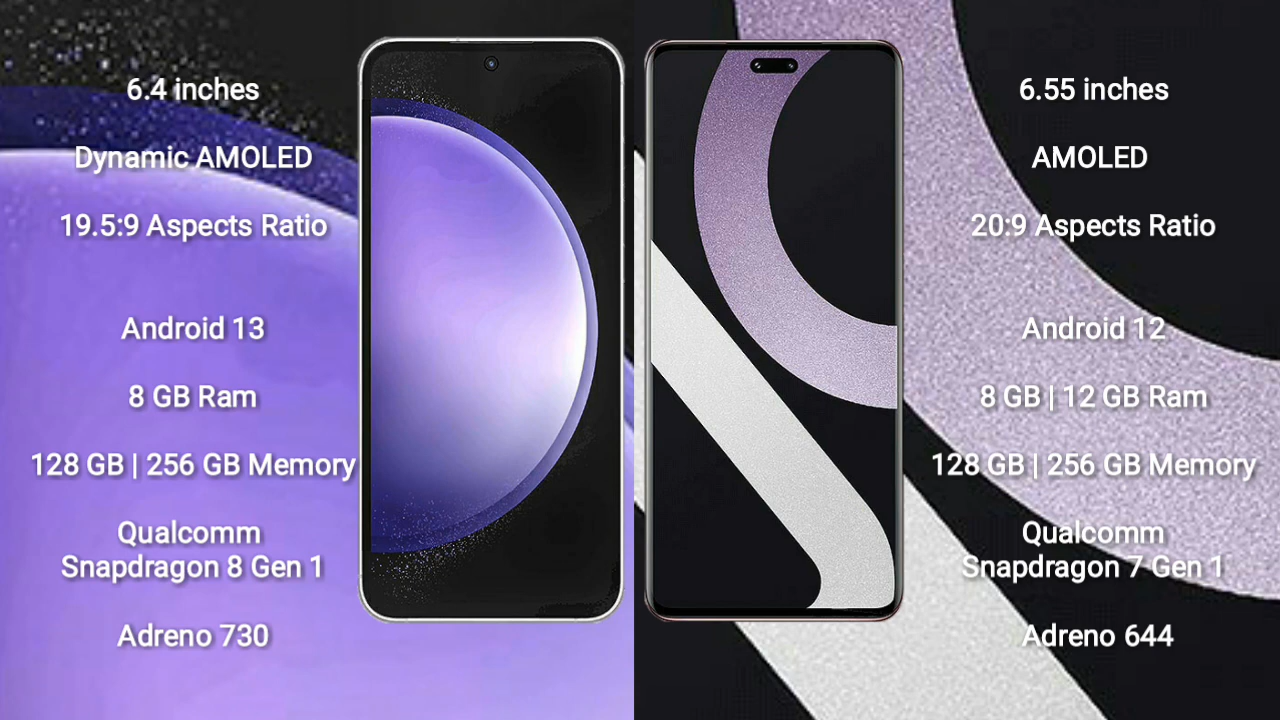 6.4 inches
Dynamic AMOLED
19.5:9 Aspects Ratio
Android 13
8 GB Ram
128 GB | 256 GB Memory
Qualcomm
Snapdragon 8 Gen 1
Adreno 730
6.55 inches
AMOLED
20:9 Aspects Ratio
Android 12
8 GB | 12 GB Ram
128 GB | 256 GB Memory
Qualcomm
Snapdragon 7 Gen 1
Adreno 644